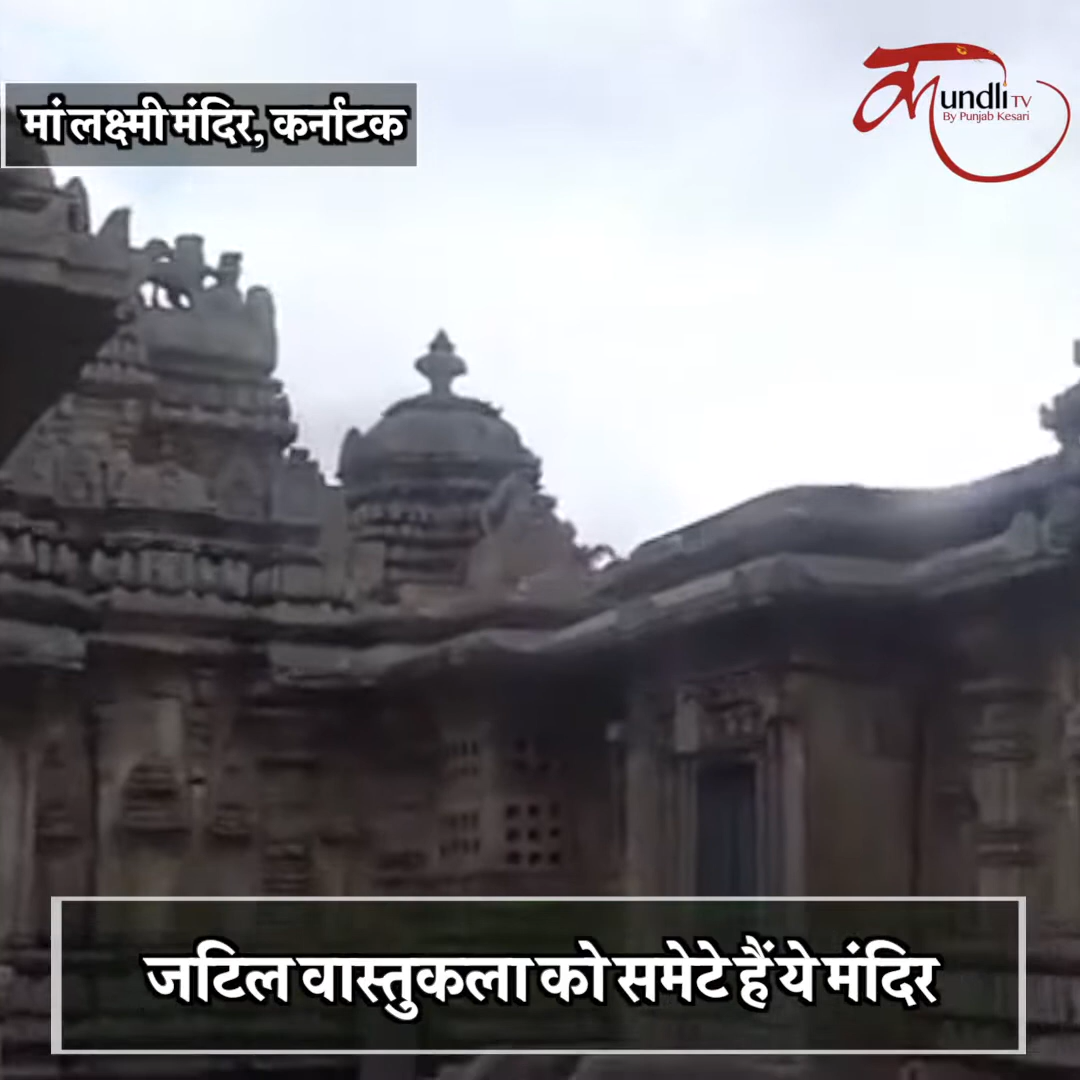 मां लक्ष्मी मंदिर, कर्नाटक
कुundli TV
By Punjab Kesari
जटिल वास्तुकला को समेटे हैं ये मंदिर